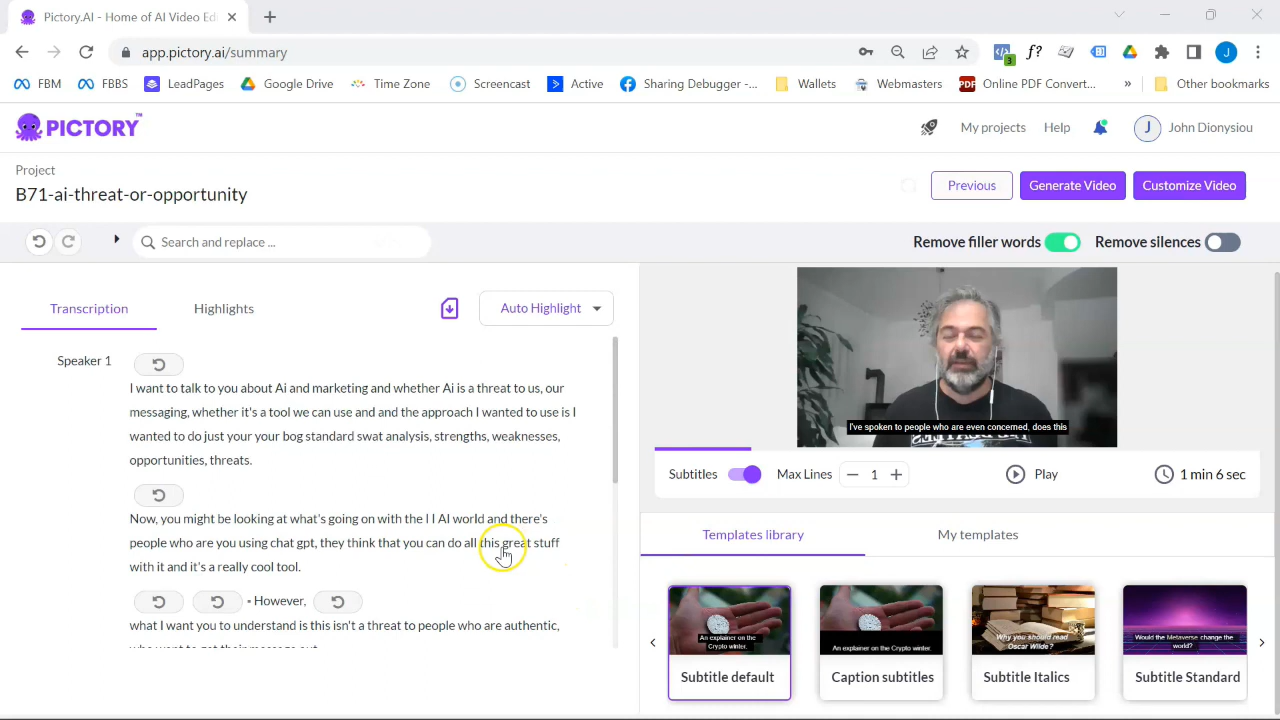 Pictory.AI - Home of AI Video Edi
app.pictory.ai/summary
f?
3
J
FBM
FBBS
LeadPages
Google Drive
Time Zone
Screencast
Active
Sharing Debugger -...
Wallets
Webmasters
PDF
Online PDF Convert...
»
Other bookmarks
PICTORY™
My projects
Help
J
John Dionysiou
Project
B71-ai-threat-or-opportunity
Previous
Generate Video
Customize Video
Search and replace ...
Remove filler words
Remove silences
Transcription
Highlights
Auto Highlight
Speaker 1
I want to talk to you about Ai and marketing and whether Ai is a threat to us, our
messaging, whether it's a tool we can use and and the approach I wanted to use is I
wanted to do just your your bog standard swat analysis, strengths, weaknesses,
opportunities, threats.
Now, you might be looking at what's going on with the I I AI world and there's
people who are you using chat gpt, they think that you can do all this great stuff
with it and it's a really cool tool.
However,
what I want you to understand is this isn't a threat to people who are authentic,
who want to get their message out
I've spoken to people who are even concerned, does this
Subtitles
Max Lines
1
Play
1 min 6 sec
Templates library
My templates
An explainer on the
Crypto winter.
Subtitle default
An explainer on the Crypto winter.
Caption subtitles
Why you should read
Oscar Wilde?
Subtitle Italics
Would the Metaverse change the
world?
Subtitle Standard